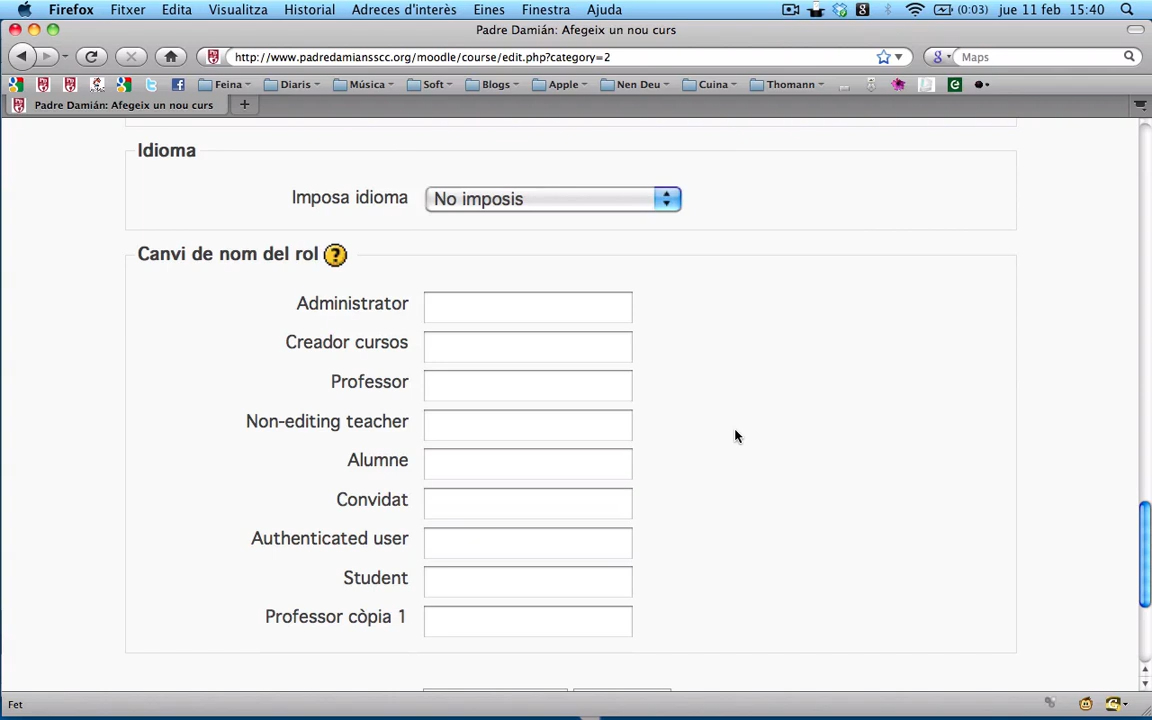 Firefox Fitxer Edita Visualitza Historial Adreces d'interès Eines Finestra Ajuda (0:03) jue 11 feb 15:40
Padre Damián: Afegeix un nou curs
http://www.padredamiansscc.org/moodle/course/edit.php?category=2 Maps
Feina Diaris Música Soft Blogs Apple Nen Deu Cuina Thomann
Padre Damián: Afegeix un nou curs
Idioma
Imposa idioma No imposis
Canvi de nom del rol ?
Administrator
Creador cursos
Professor
Non-editing teacher
Alumne
Convidat
Authenticated user
Student
Professor còpia 1
Fet